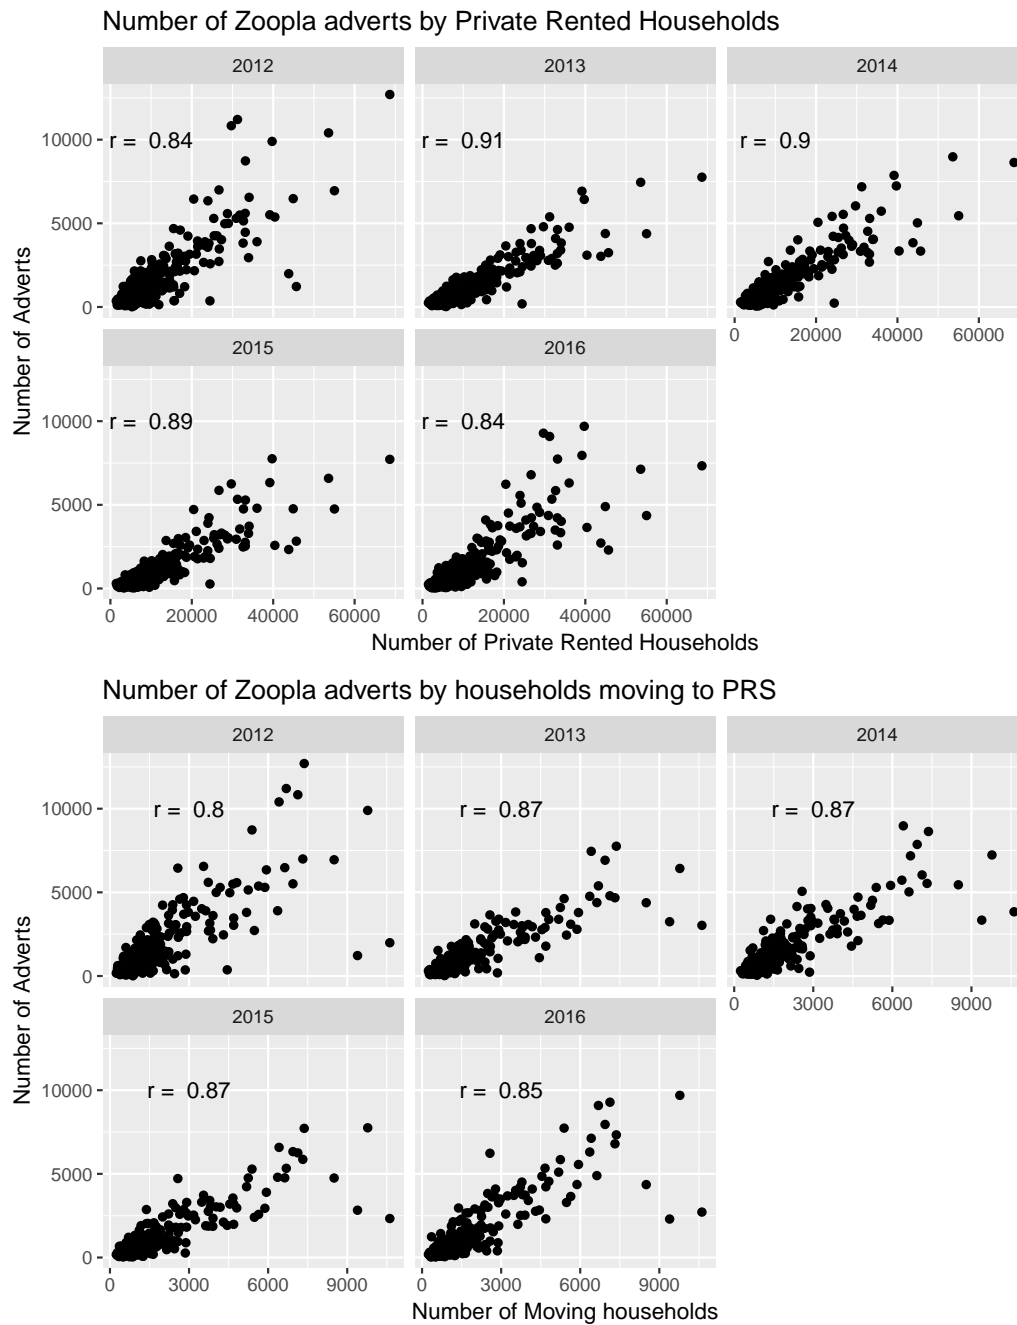 Number of Zoopla adverts by Private Rented Households
2012
2013
2014
r =  0.84
r =  0.91
r =  0.9
10000
5000
0
0 20000 40000 60000
2015
2016
r =  0.89
r =  0.84
10000
5000
0
0 20000 40000 60000
0 20000 40000 60000
Number of Adverts
Number of Private Rented Households
Number of Zoopla adverts by households moving to PRS
2012
2013
2014
r =  0.8
r =  0.87
r =  0.87
10000
5000
0
0 3000 6000 9000
2015
2016
r =  0.87
r =  0.85
10000
5000
0
0 3000 6000 9000
0 3000 6000 9000
Number of Adverts
Number of Moving households